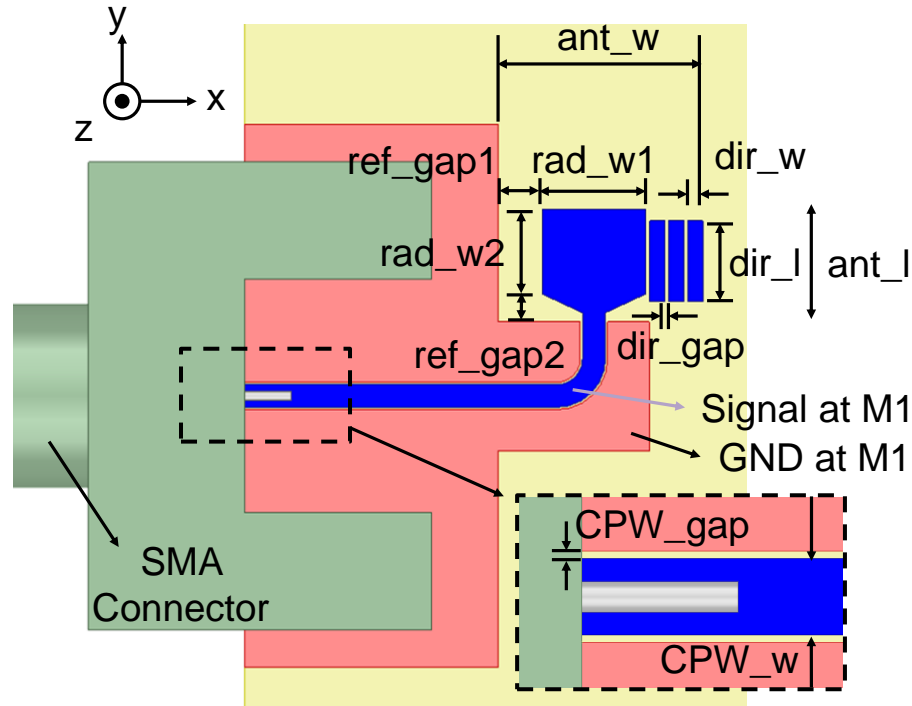 y
ant_w
x
z
ref_gap1
rad_w1
dir_w
rad_w2
dir_l
ant_l
ref_gap2
dir_gap
Signal at M1
GND at M1
CPW_gap
SMA
Connector
CPW_w